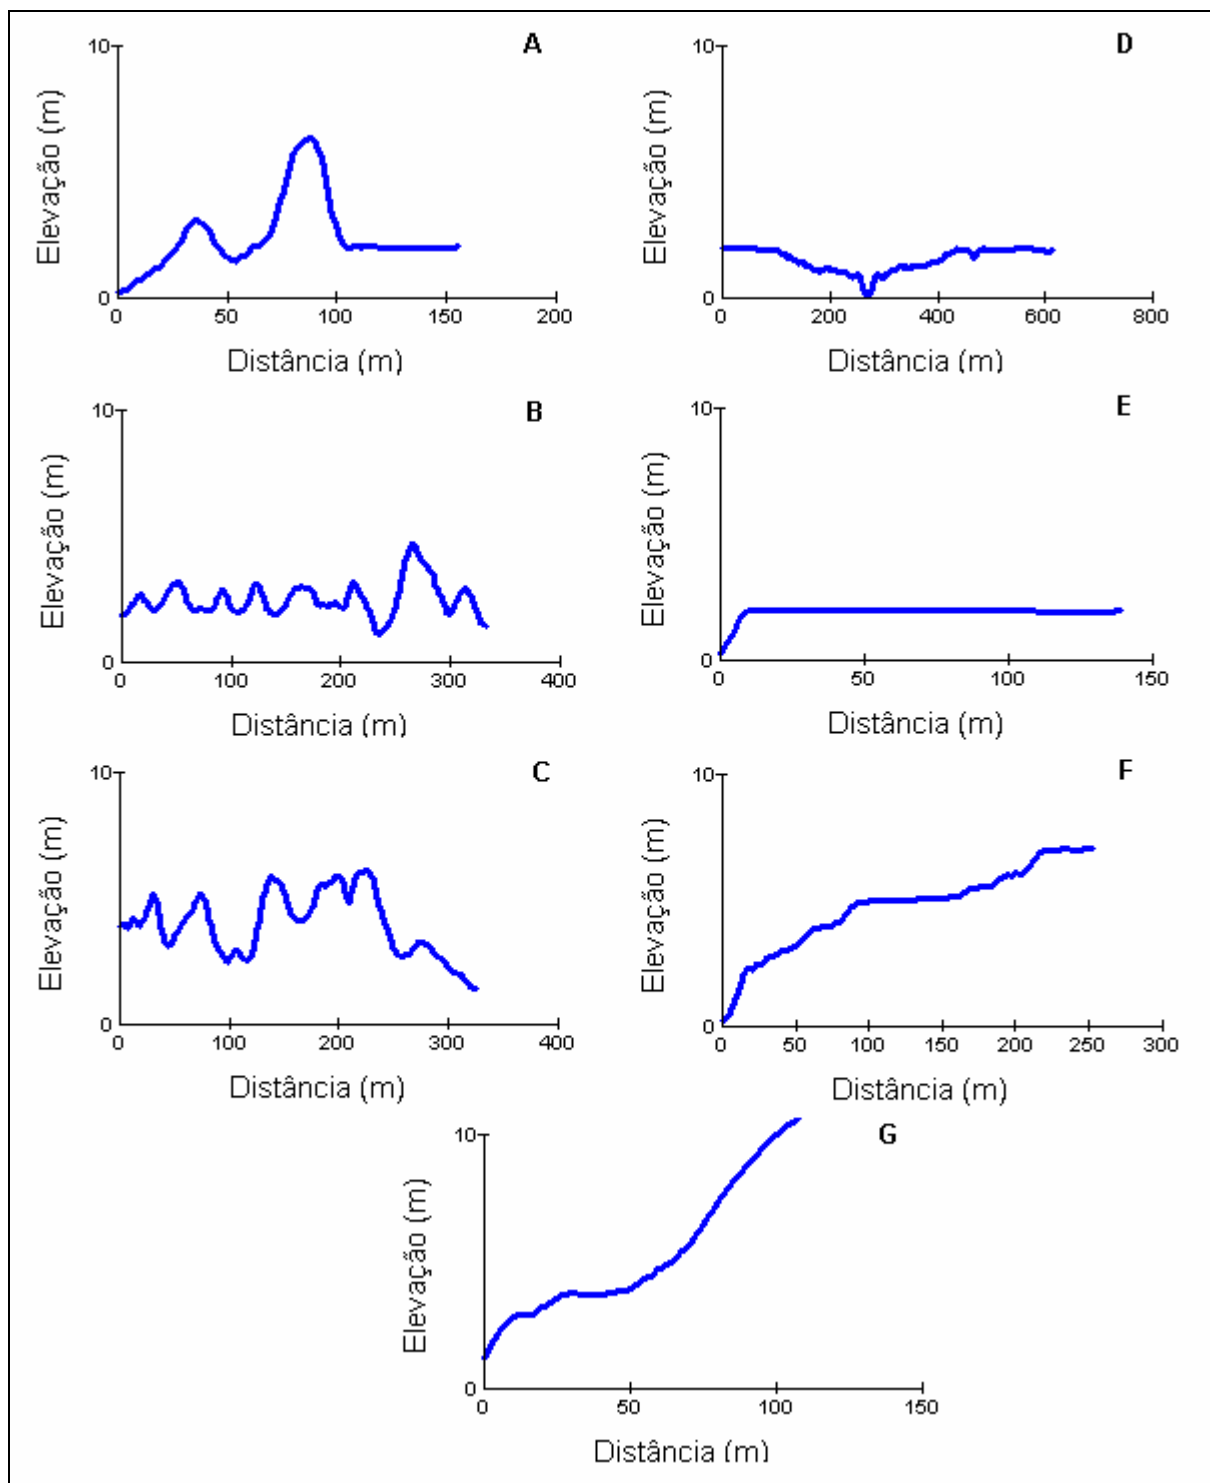 A
10
Elevação (m)
0
0 50 100 150 200
Distância (m)
D
10
Elevação (m)
0
0 200 400 600 800
Distância (m)
B
10
Elevação (m)
0
0 100 200 300 400
Distância (m)
E
10
Elevação (m)
0
0 50 100 150
Distância (m)
C
10
Elevação (m)
0
0 100 200 300 400
Distância (m)
F
10
Elevação (m)
0
0 50 100 150 200 250 300
Distância (m)
G
10
Elevação (m)
0
0 50 100 150
Distância (m)